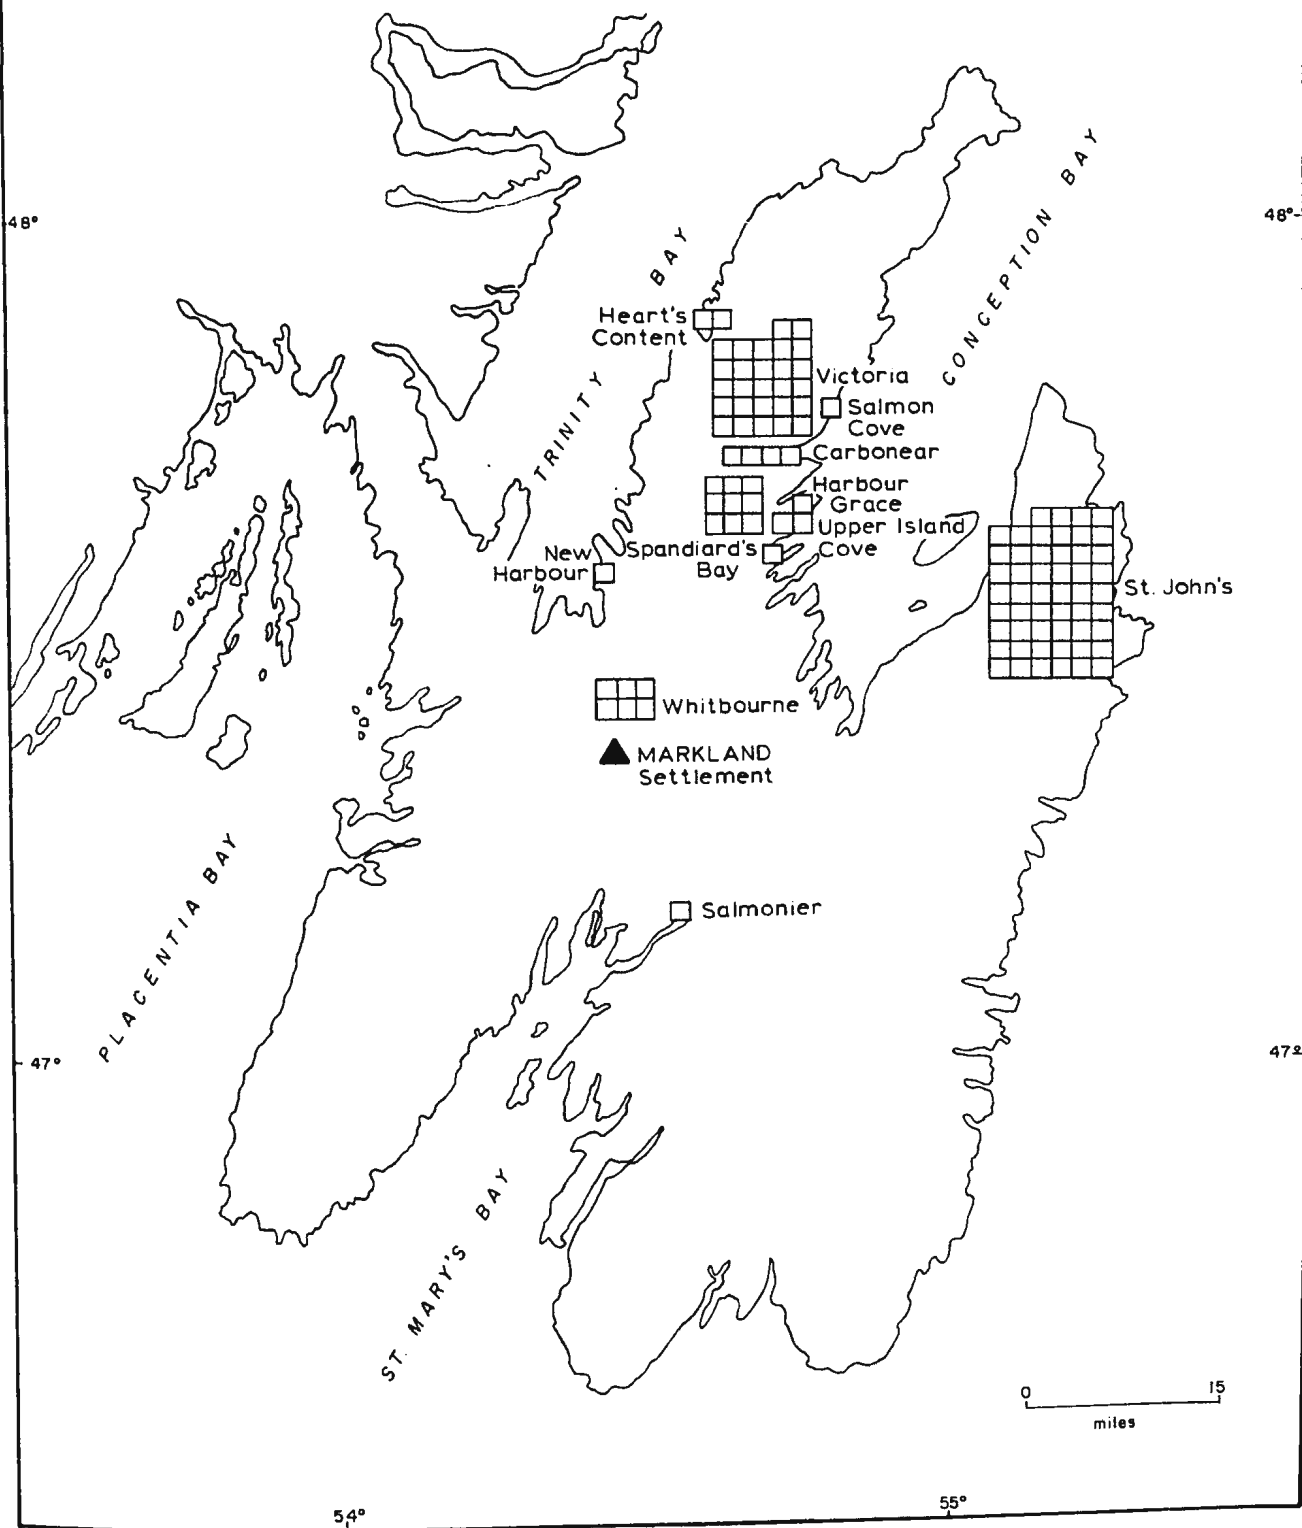 48°
48°
TRINITY BAY
CONCEPTION BAY
Heart's
Content
Victoria
Salmon
Cove
Carbonear
Harbour
Grace
Upper Island
Cove
Spandiard's
Bay
New
Harbour
St. John's
Whitbourne
MARKLAND
Settlement
PLACENTIA BAY
Salmonier
47°
47°
ST. MARY'S BAY
0 15
miles
54°
55°